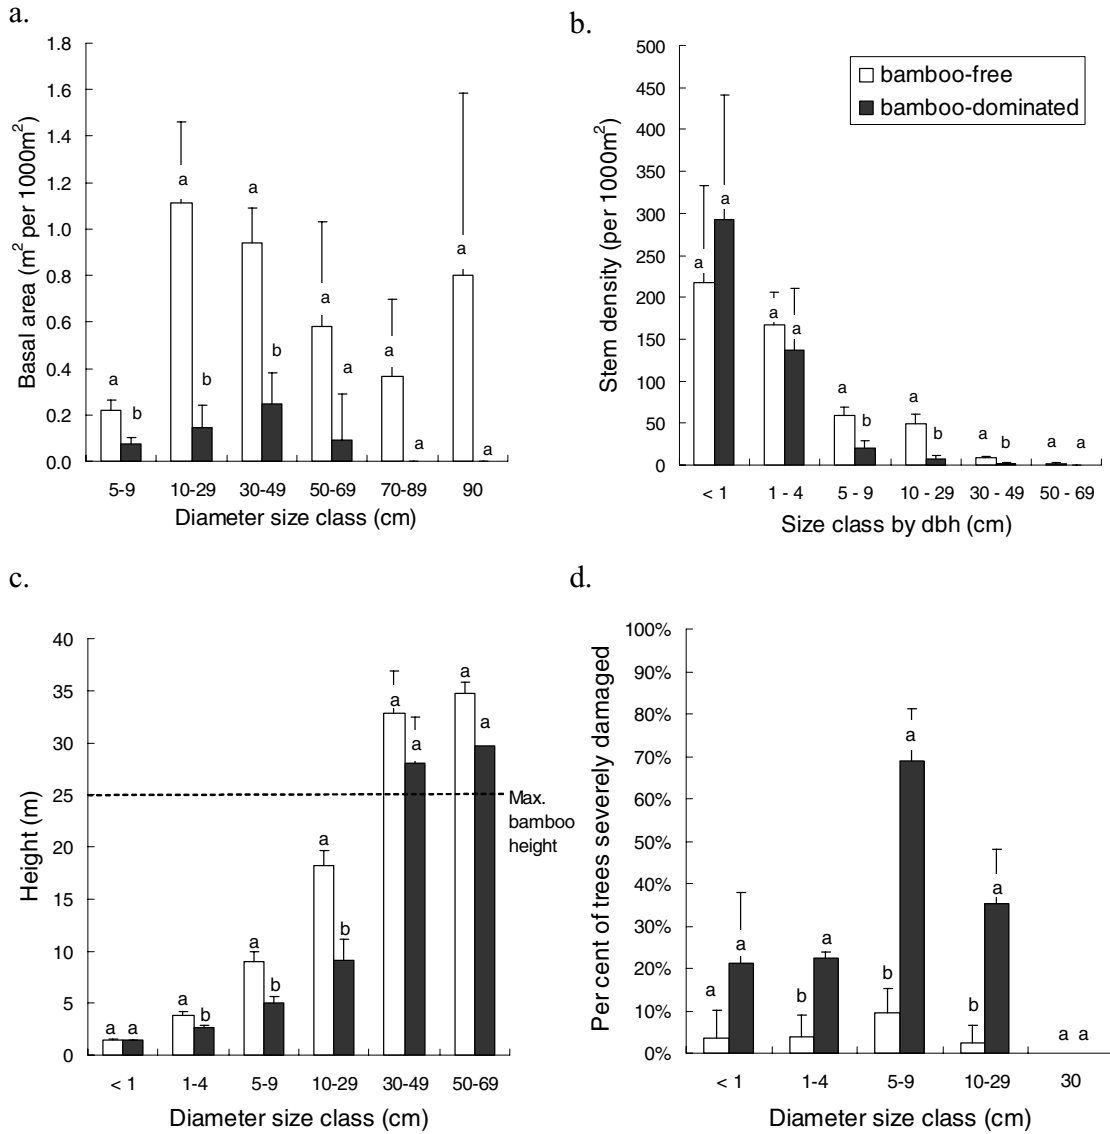 a.
1.8
1.6
1.4
1.2
1.0
0.8
0.6
0.4
0.2
0.0
Basal area (m² per 1000m²)
a
b
a
b
a
b
a
a
a
a
a
a
5-9 10-29 30-49 50-69 70-89 90
Diameter size class (cm)
b.
500
450
400
350
300
250
200
150
100
50
0
Stem density (per 1000m²)
bamboo-free
bamboo-dominated
a
a
a
a
a
b
a
b
a
b
a
a
< 1 1 - 4 5 - 9 10 - 29 30 - 49 50 - 69
Size class by dbh (cm)
c.
40
35
30
25
20
15
10
5
0
Height (m)
a
a
a
b
a
b
a
b
a
a
a
a
Max.
bamboo
height
< 1 1-4 5-9 10-29 30-49 50-69
Diameter size class (cm)
d.
100%
90%
80%
70%
60%
50%
40%
30%
20%
10%
0%
Per cent of trees severely damaged
a
a
b
a
b
a
b
a
a
a
< 1 1-4 5-9 10-29 30
Diameter size class (cm)